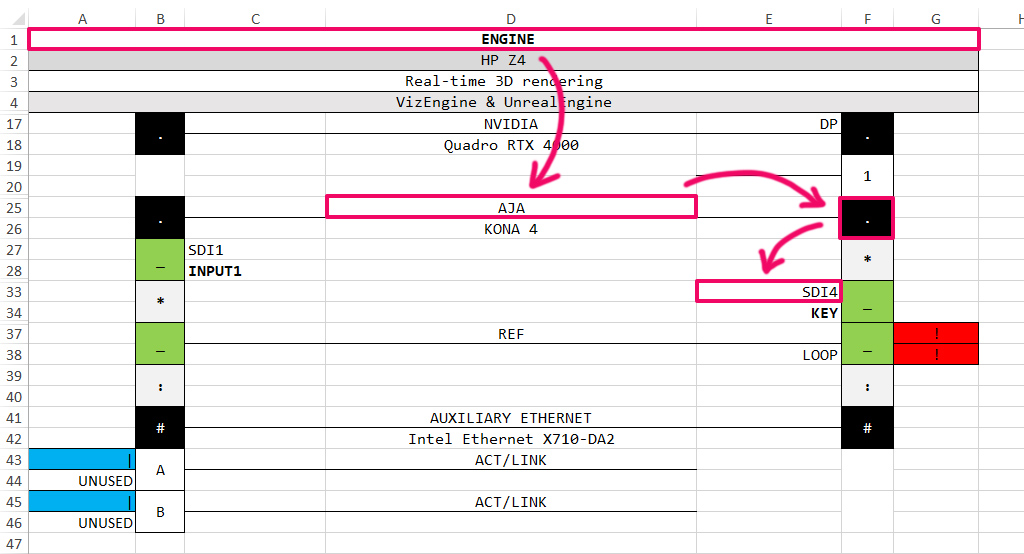 A B C D E F G H
1 ENGINE
2 HP Z4
3 Real-time 3D rendering
4 VizEngine & UnrealEngine
17 . NVIDIA DP .
18 Quadro RTX 4000
19 1
20
25 . AJA .
26 KONA 4
27 _ SDI1 *
28 INPUT1
33 * SDI4 _
34 KEY
37 _ REF _ !
38 LOOP !
39 : :
40
41 # AUXILIARY ETHERNET #
42 Intel Ethernet X710-DA2
43 | A ACT/LINK
44 UNUSED
45 | B ACT/LINK
46 UNUSED
47